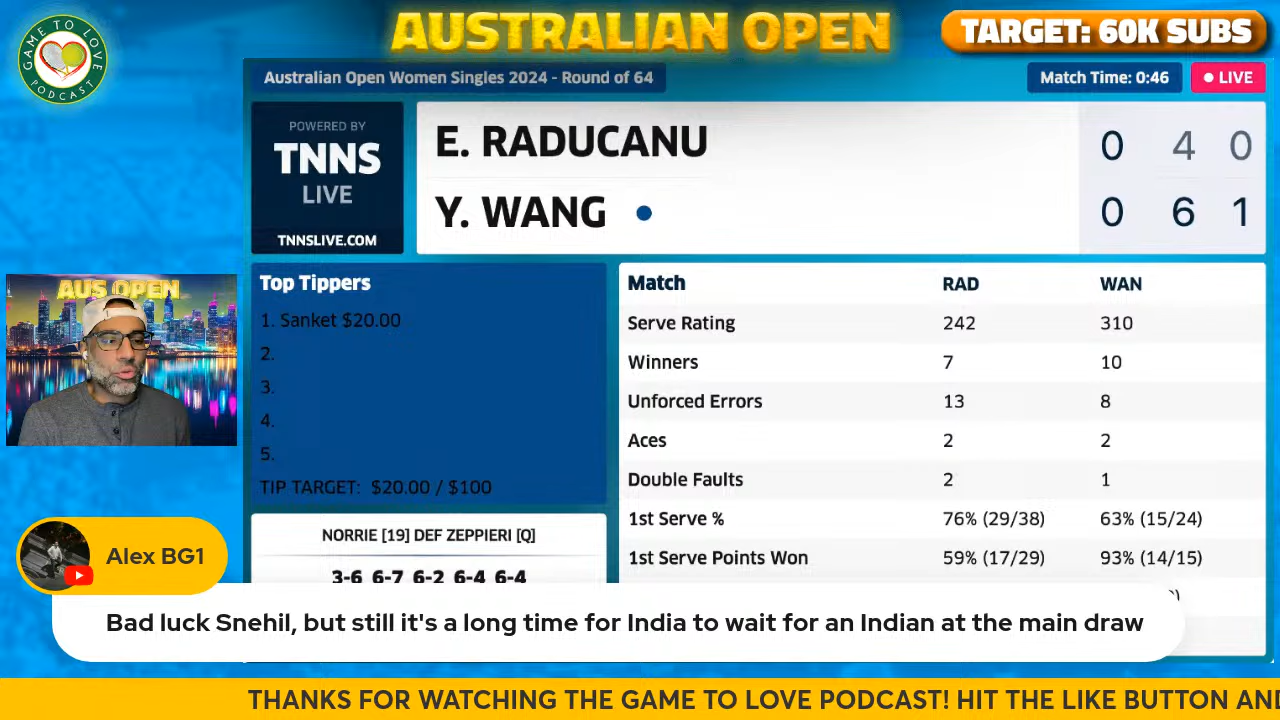 GAME TO LOVE
PODCAST
AUSTRALIAN OPEN
TARGET: 60K SUBS
Australian Open Women Singles 2024 - Round of 64
Match Time: 0:46
LIVE
POWERED BY
TNNS
LIVE
TNNSLIVE.COM
E. RADUCANU 0 4 0
Y. WANG 0 6 1
AUS OPEN
Top Tippers
1. Sanket $20.00
2.
3.
4.
5.
TIP TARGET: $20.00 / $100
NORRIE [19] DEF ZEPPIERI [Q]
3-6 6-7 6-2 6-4 6-4
Match RAD WAN
Serve Rating 242 310
Winners 7 10
Unforced Errors 13 8
Aces 2 2
Double Faults 2 1
1st Serve % 76% (29/38) 63% (15/24)
1st Serve Points Won 59% (17/29) 93% (14/15)
Alex BG1
Bad luck Snehil, but still it's a long time for India to wait for an Indian at the main draw
THANKS FOR WATCHING THE GAME TO LOVE PODCAST! HIT THE LIKE BUTTON AND